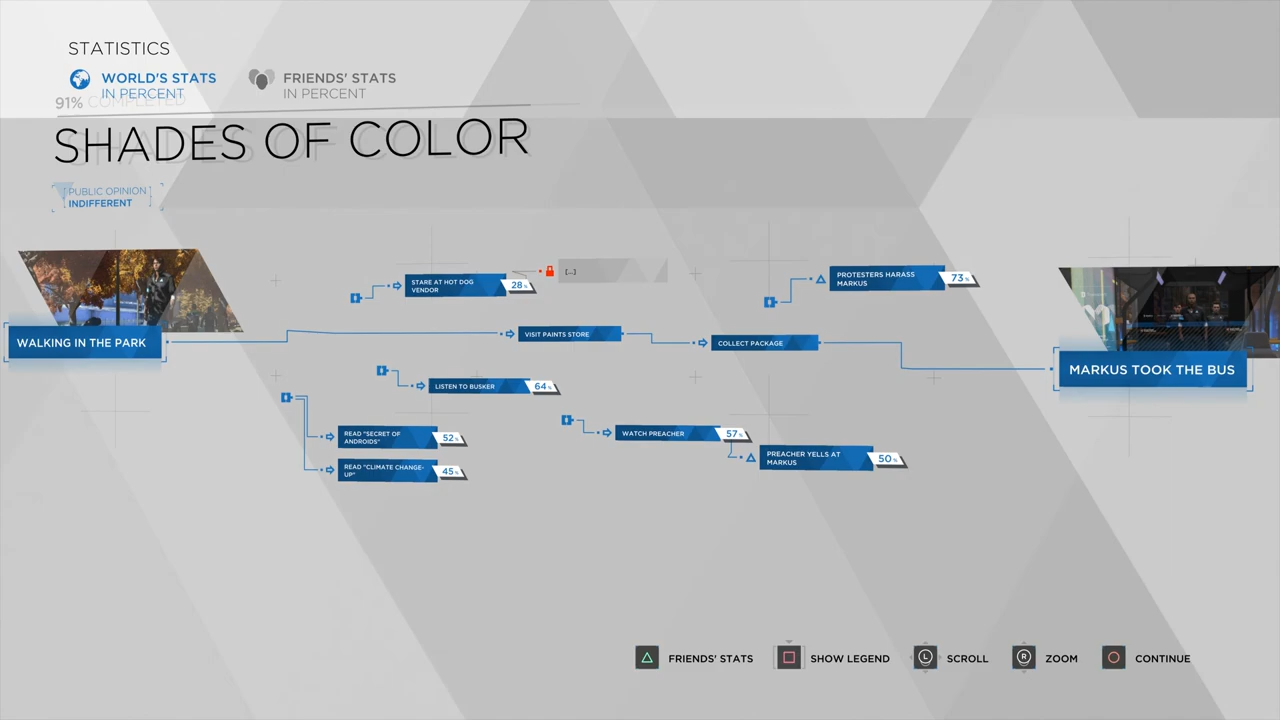 STATISTICS
WORLD'S STATS
IN PERCENT
FRIENDS' STATS
IN PERCENT
91% COMPLETED
SHADES OF COLOR
PUBLIC OPINION
INDIFFERENT
WALKING IN THE PARK
STARE AT HOT DOG
VENDOR
28%
[...]
PROTESTERS HARASS
MARKUS
73%
VISIT PAINTS STORE
COLLECT PACKAGE
MARKUS TOOK THE BUS
LISTEN TO BUSKER
64%
READ "SECRET OF
ANDROIDS"
52%
READ "CLIMATE CHANGE-
UP"
45%
WATCH PREACHER
57%
PREACHER YELLS AT
MARKUS
50%
FRIENDS' STATS
SHOW LEGEND
L
SCROLL
R
ZOOM
CONTINUE